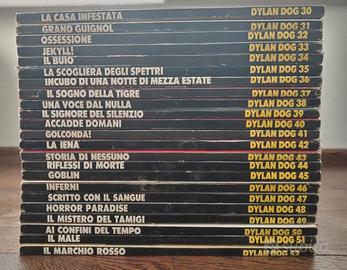 LA CASA INFESTATA DYLAN DOG 30
GRAND GUIGNOL DYLAN DOG 31
OSSESSIONE DYLAN DOG 32
JEKYLL! DYLAN DOG 33
IL BUIO DYLAN DOG 34
LA SCOGLIERA DEGLI SPETTRI DYLAN DOG 35
INCUBO DI UNA NOTTE DI MEZZA ESTATE DYLAN DOG 36
IL SOGNO DELLA TIGRE DYLAN DOG 37
UNA VOCE DAL NULLA DYLAN DOG 38
IL SIGNORE DEL SILENZIO DYLAN DOG 39
ACCADDE DOMANI DYLAN DOG 40
GOLCONDA! DYLAN DOG 41
LA IENA DYLAN DOG 42
STORIA DI NESSUNO DYLAN DOG 43
RIFLESSI DI MORTE DYLAN DOG 44
GOBLIN DYLAN DOG 45
INFERNI DYLAN DOG 46
SCRITTO CON IL SANGUE DYLAN DOG 47
HORROR PARADISE DYLAN DOG 48
IL MISTERO DEL TAMIGI DYLAN DOG 49
AI CONFINI DEL TEMPO DYLAN DOG 50
IL MALE DYLAN DOG 51
IL MARCHIO ROSSO DYLAN DOG 52